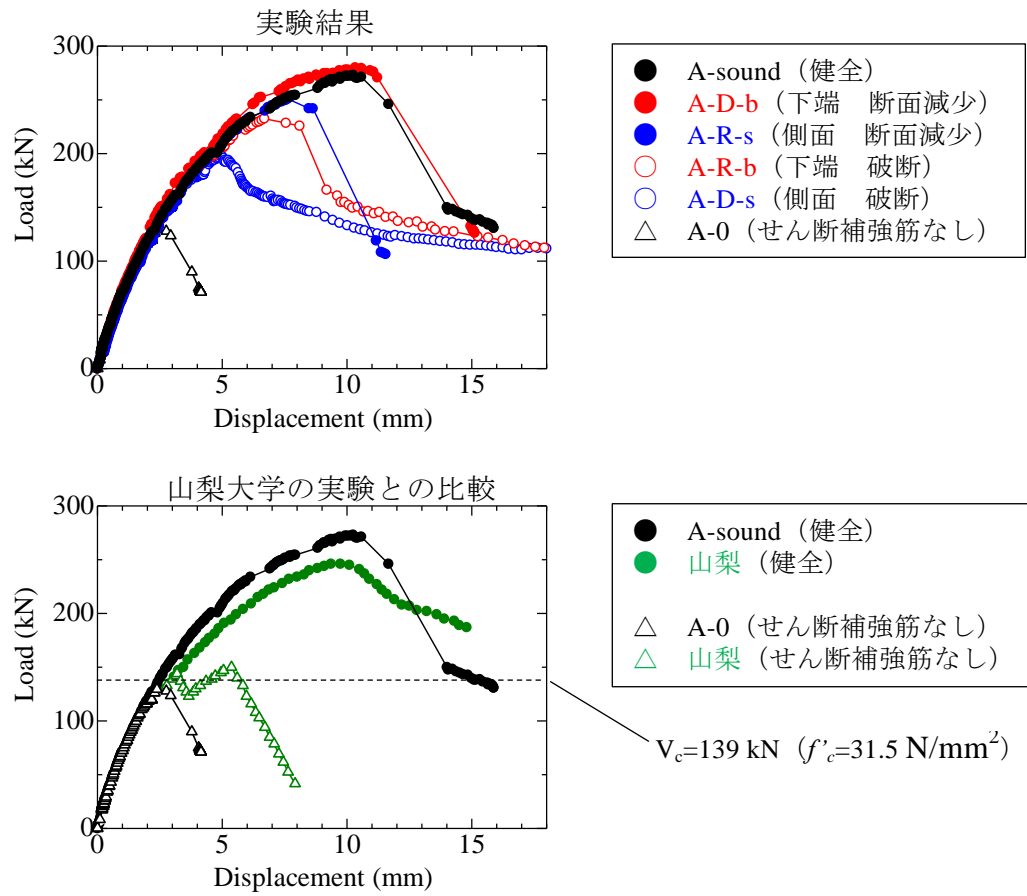 実験結果
300
200
100
0
0 5 10 15
Load (kN)
Displacement (mm)
A-sound（健全）
A-D-b（下端　断面減少）
A-R-s（側面　断面減少）
A-R-b（下端　破断）
A-D-s（側面　破断）
A-0（せん断補強筋なし）
山梨大学の実験との比較
300
200
100
0
0 5 10 15
Load (kN)
Displacement (mm)
A-sound（健全）
山梨（健全）
A-0（せん断補強筋なし）
山梨（せん断補強筋なし）
V_c=139 kN（f'_c=31.5 N/mm²）